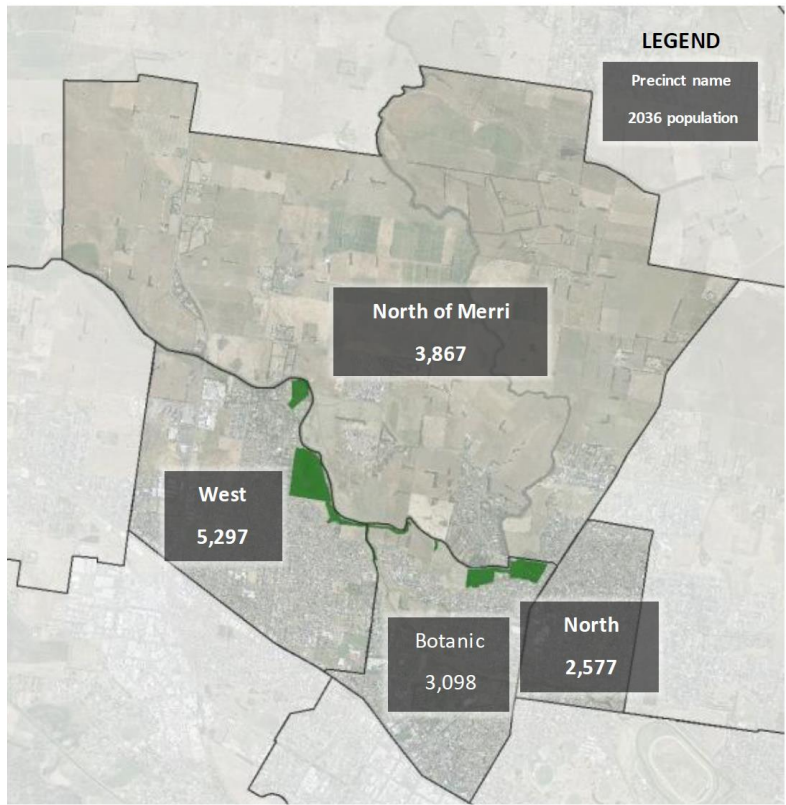 LEGEND
Precinct name
2036 population
North of Merri
3,867
West
5,297
Botanic
3,098
North
2,577